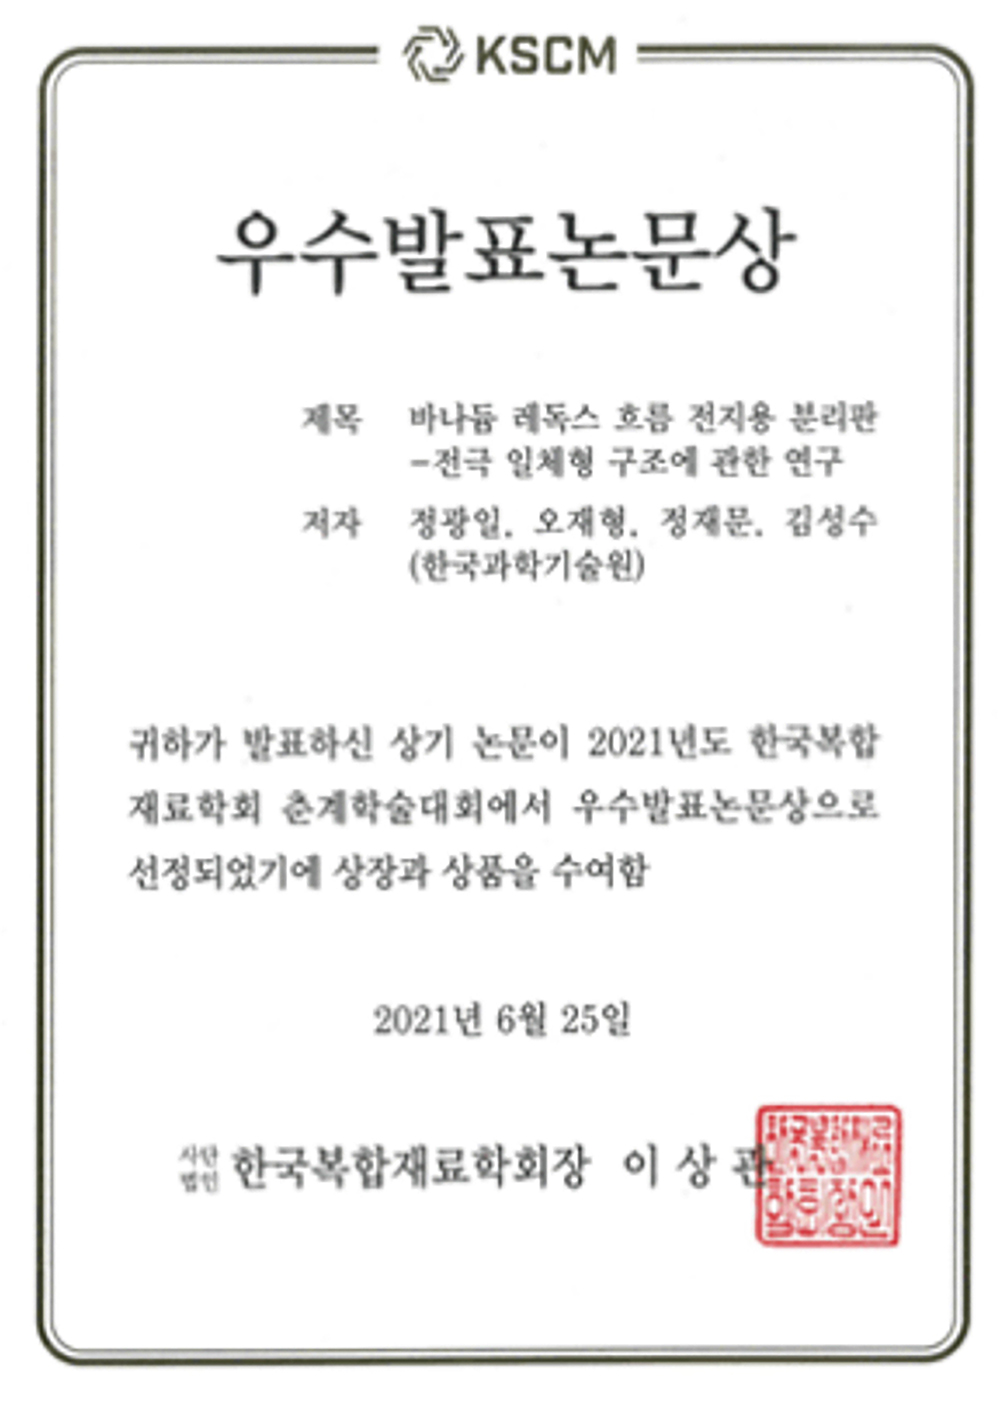 KSCM
우수발표논문상
제목 바나듐 레독스 흐름 전지용 분리판
-전극 일체형 구조에 관한 연구
저자 정광일, 오재형, 정재문, 김성수
(한국과학기술원)
귀하가 발표하신 상기 논문이 2021년도 한국복합
재료학회 춘계학술대회에서 우수발표논문상으로
선정되었기에 상장과 상품을 수여함
2021년 6월 25일
사단
법인 한국복합재료학회장 이 상 관